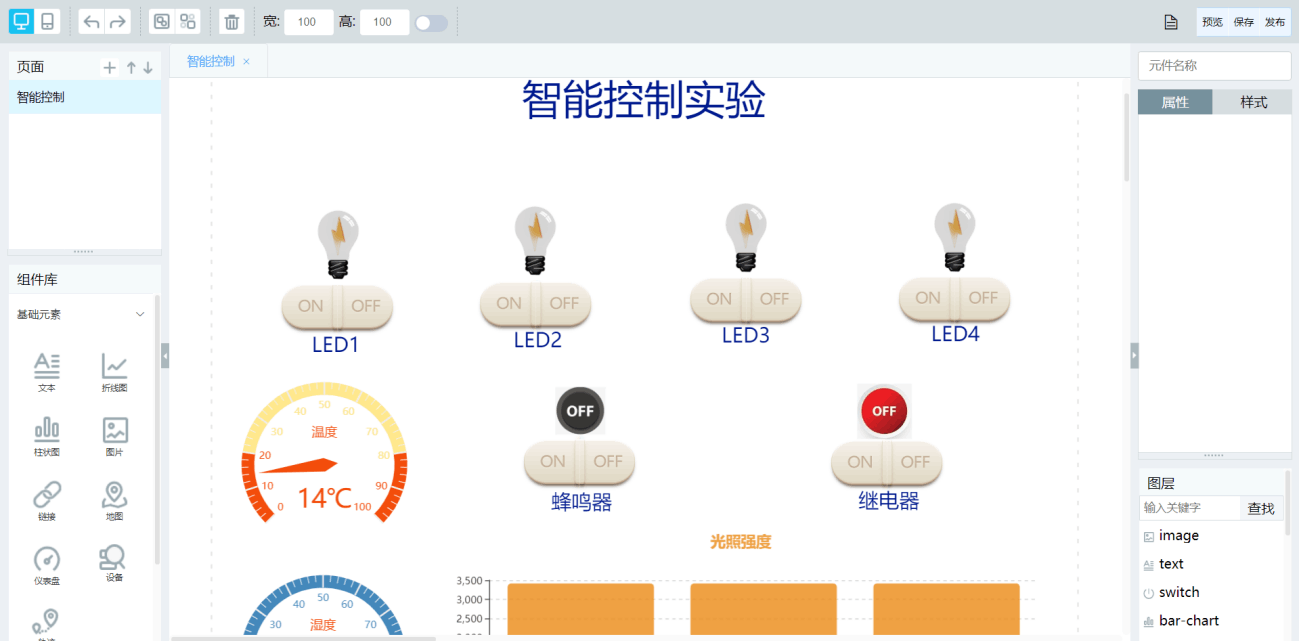 宽: 100 高: 100
预览 保存 发布
页面
智能控制
智能控制 ×
元件名称
属性 样式
智能控制实验
ON OFF
LED1
ON OFF
LED2
ON OFF
LED3
ON OFF
LED4
组件库
基础元素
文本 折线图
柱状图 图片
链接 地图
仪表盘 设备
0 10 20 30 40 50 60 70 80 90 100
温度
14℃
OFF
ON OFF
蜂鸣器
OFF
ON OFF
继电器
光照强度
3,500
3,000
2,500
30 40 50 60 70
湿度
图层
输入关键字 查找
image
text
switch
bar-chart